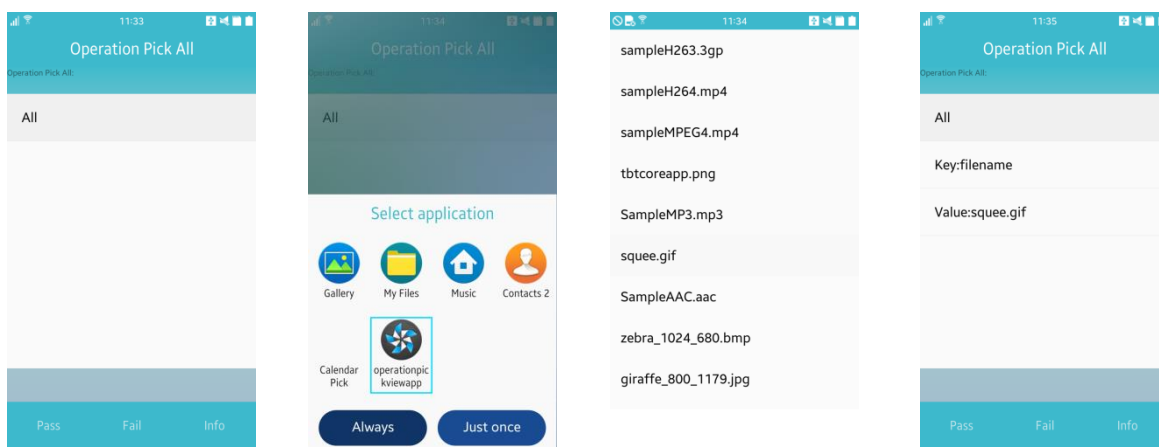 11:33
Operation Pick All
Operation Pick All:
All
Pass Fail Info
11:34
Operation Pick All
Operation Pick All:
All
Select application
Gallery My Files Music Contacts 2
Calendar
Pick
operationpic
kviewapp
Always Just once
11:34
sampleH263.3gp
sampleH264.mp4
sampleMPEG4.mp4
tbtcoreapp.png
SampleMP3.mp3
squee.gif
SampleAAC.aac
zebra_1024_680.bmp
giraffe_800_1179.jpg
11:35
Operation Pick All
Operation Pick All:
All
Key:filename
Value:squee.gif
Pass Fail Info